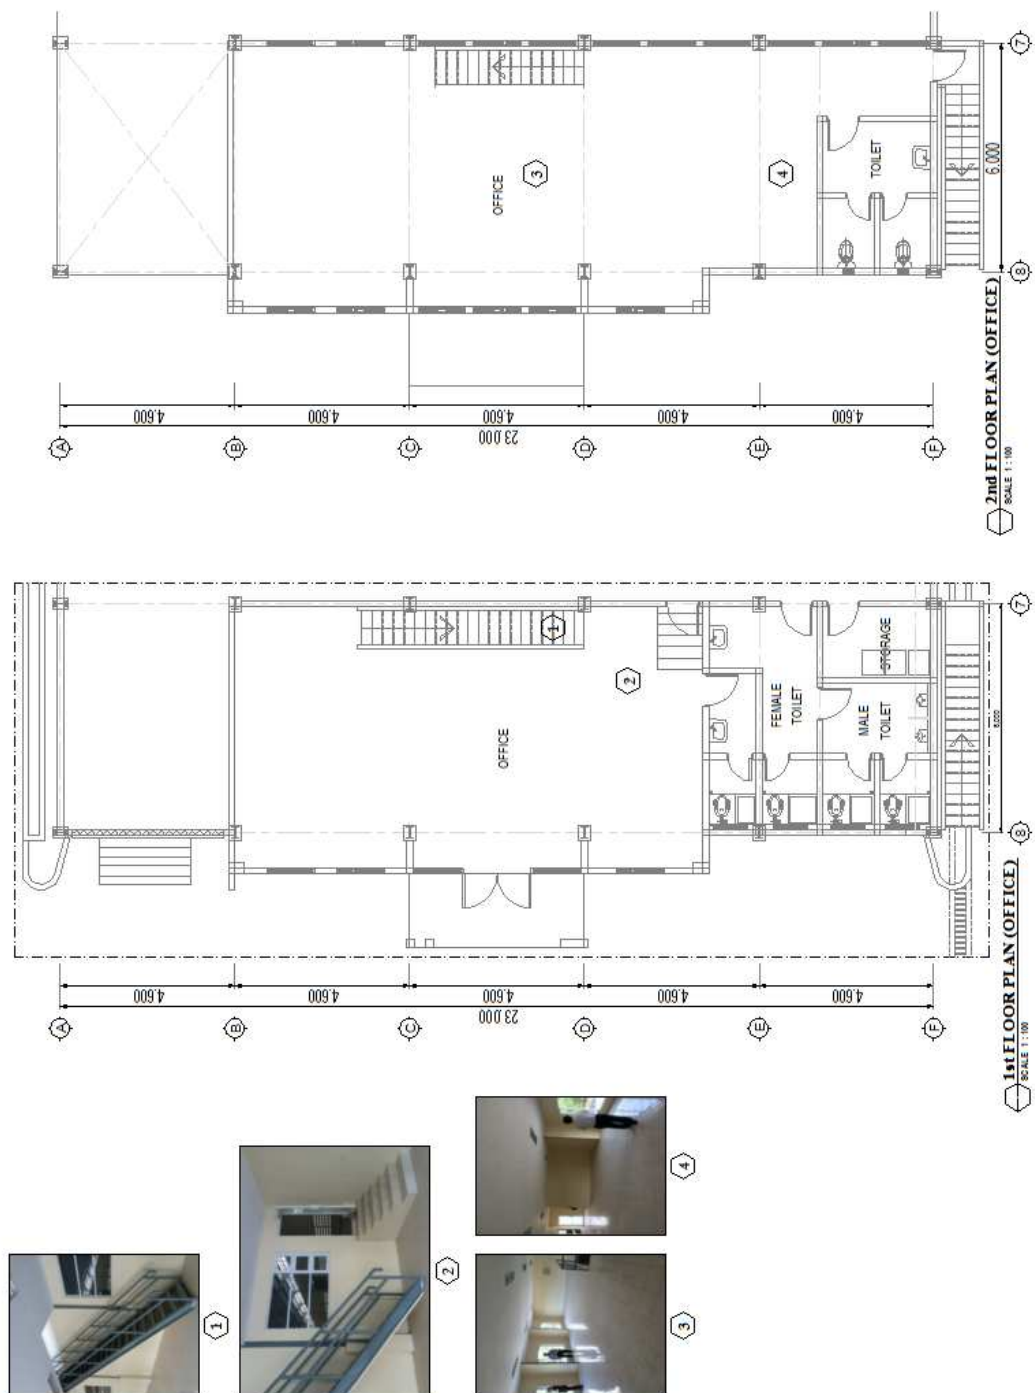 7
OFFICE
3
4
TOILET
6.000
8
4.600
4.600
4.600
4.600
4.600
23.000
A
B
C
D
E
F
2nd FLOOR PLAN (OFFICE)
SCALE 1 : 100
7
1
2
STORAGE
OFFICE
FEMALE
TOILET
MALE
TOILET
6.000
8
4.600
4.600
4.600
4.600
4.600
23.000
A
B
C
D
E
F
1st FLOOR PLAN (OFFICE)
SCALE 1 : 100
1
2
3
4